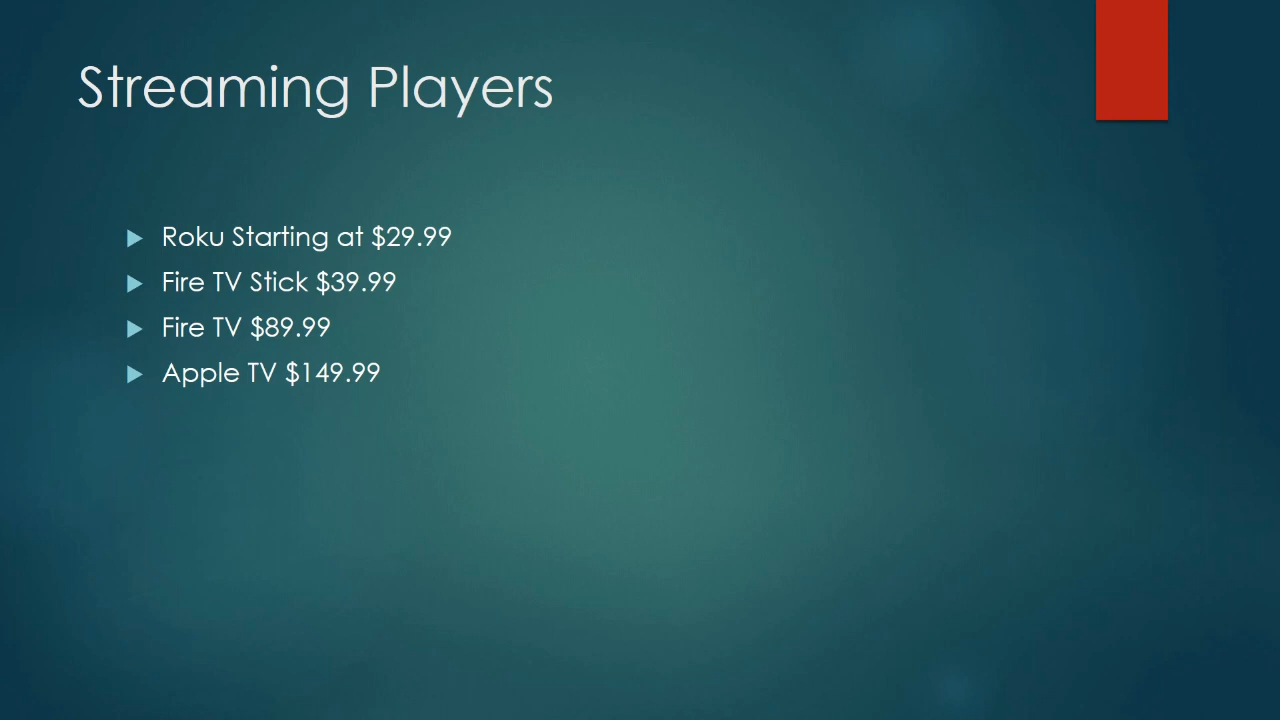 Streaming Players
Roku Starting at $29.99
Fire TV Stick $39.99
Fire TV $89.99
Apple TV $149.99